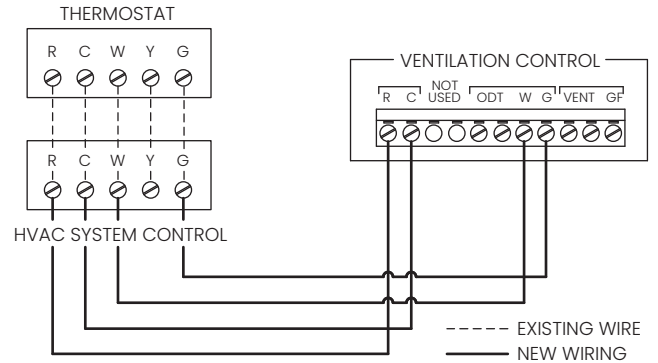 THERMOSTAT
R C W Y G
R C W Y G
HVAC SYSTEM CONTROL
VENTILATION CONTROL
NOT
R C USED ODT W G VENT GF
EXISTING WIRE
NEW WIRING